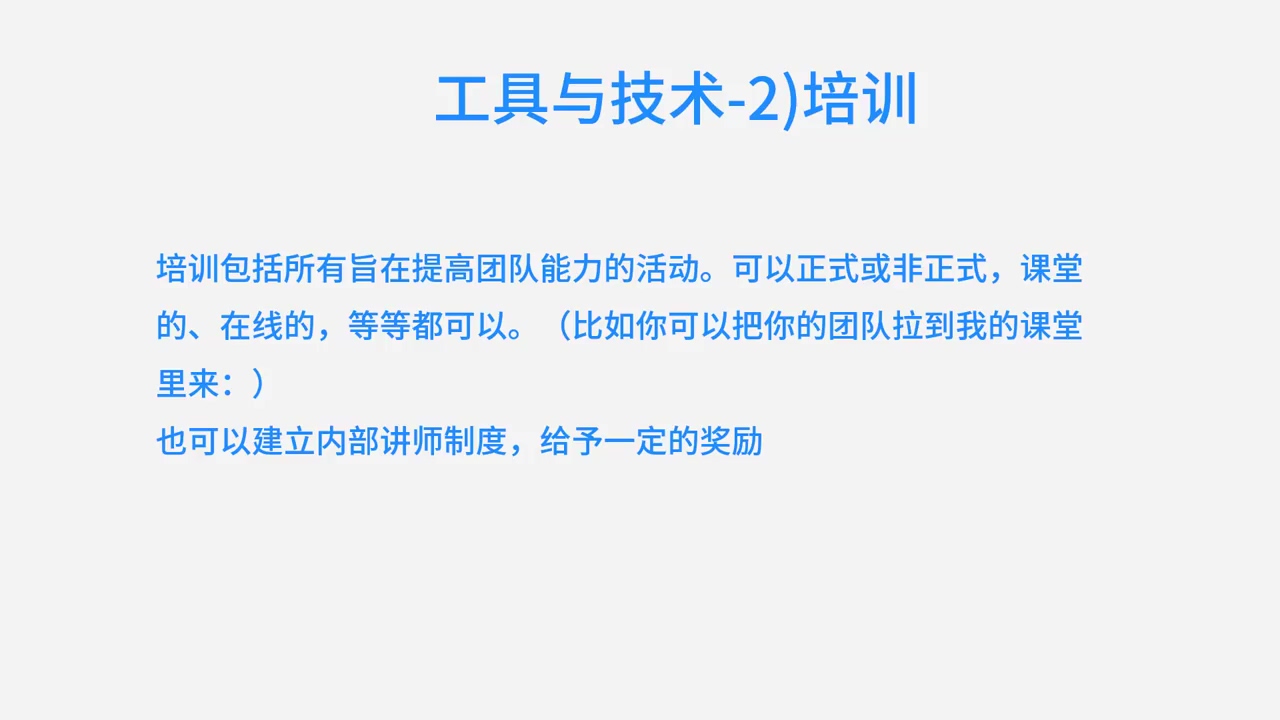 工具与技术-2)培训
培训包括所有旨在提高团队能力的活动。可以正式或非正式，课堂
的、在线的，等等都可以。（比如你可以把你的团队拉到我的课堂
里来：）
也可以建立内部讲师制度，给予一定的奖励